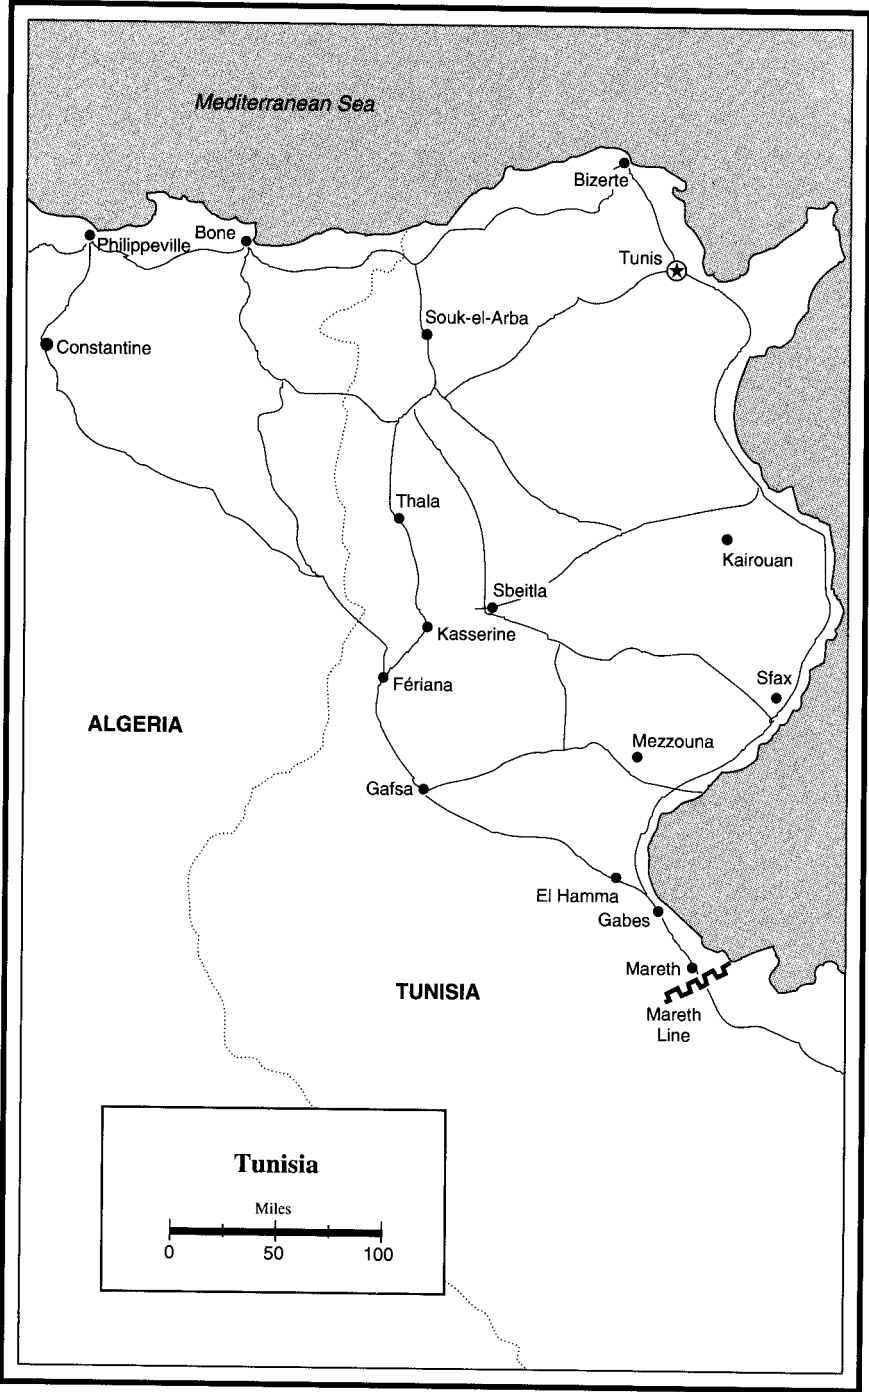 Mediterranean Sea
Bizerte
Philippeville
Bone
Tunis
Souk-el-Arba
Constantine
Thala
Kairouan
Sbeitla
Kasserine
Fériana
Sfax
ALGERIA
Mezzouna
Gafsa
El Hamma
Gabes
Mareth
TUNISIA
Mareth
Line
Tunisia
Miles
0 50 100